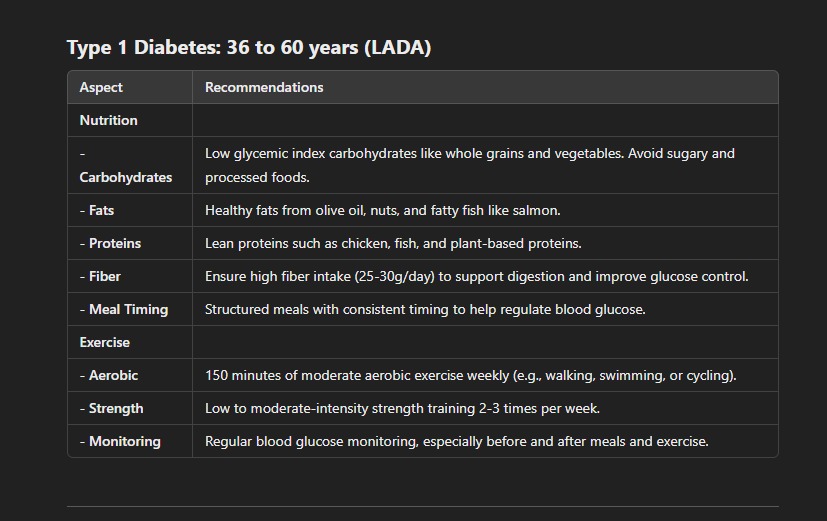 Type 1 Diabetes: 36 to 60 years (LADA)
Aspect Recommendations
Nutrition
- Carbohydrates Low glycemic index carbohydrates like whole grains and vegetables. Avoid sugary and
processed foods.
- Fats Healthy fats from olive oil, nuts, and fatty fish like salmon.
- Proteins Lean proteins such as chicken, fish, and plant-based proteins.
- Fiber Ensure high fiber intake (25-30g/day) to support digestion and improve glucose control.
- Meal Timing Structured meals with consistent timing to help regulate blood glucose.
Exercise
- Aerobic 150 minutes of moderate aerobic exercise weekly (e.g., walking, swimming, or cycling).
- Strength Low to moderate-intensity strength training 2-3 times per week.
- Monitoring Regular blood glucose monitoring, especially before and after meals and exercise.